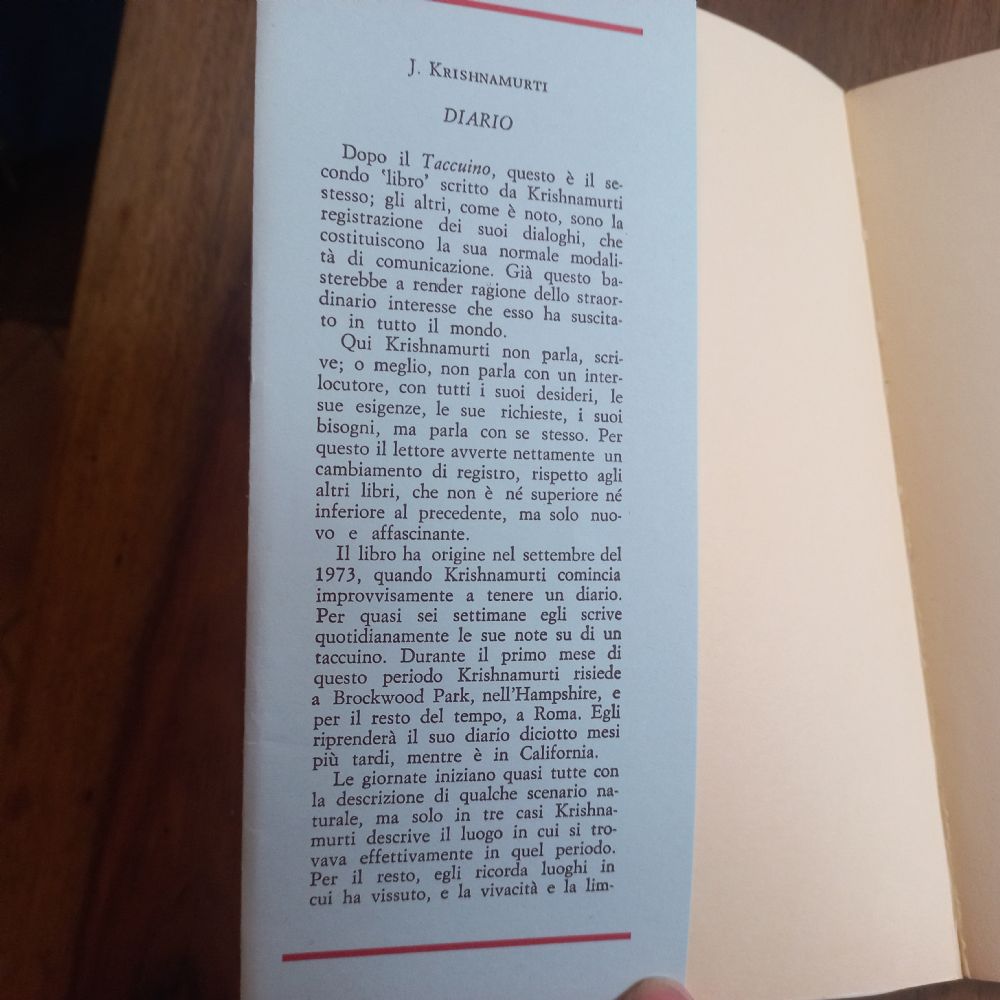 J. KRISHNAMURTI
DIARIO
Dopo il Taccuino, questo è il se-
condo ‘libro’ scritto da Krishnamurti
stesso; gli altri, come è noto, sono la
registrazione dei suoi dialoghi, che
costituiscono la sua normale modali-
tà di comunicazione. Già questo ba-
sterebbe a render ragione dello straor-
dinario interesse che esso ha suscita-
to in tutto il mondo.
Qui Krishnamurti non parla, scri-
ve; o meglio, non parla con un inter-
locutore, con tutti i suoi desideri, le
sue esigenze, le sue richieste, i suoi
bisogni, ma parla con se stesso. Per
questo il lettore avverte nettamente un
cambiamento di registro, rispetto agli
altri libri, che non è né superiore né
inferiore al precedente, ma solo nuo-
vo e affascinante.
Il libro ha origine nel settembre del
1973, quando Krishnamurti comincia
improvvisamente a tenere un diario.
Per quasi sei settimane egli scrive
quotidianamente le sue note su di un
taccuino. Durante il primo mese di
questo periodo Krishnamurti risiede
a Brockwood Park, nell'Hampshire, e
per il resto del tempo, a Roma. Egli
riprenderà il suo diario diciotto mesi
più tardi, mentre è in California.
Le giornate iniziano quasi tutte con
la descrizione di qualche scenario na-
turale, ma solo in tre casi Krishna-
murti descrive il luogo in cui si tro-
vava effettivamente in quel periodo.
Per il resto, egli ricorda luoghi in
cui ha vissuto, e la vivacità e la lim-